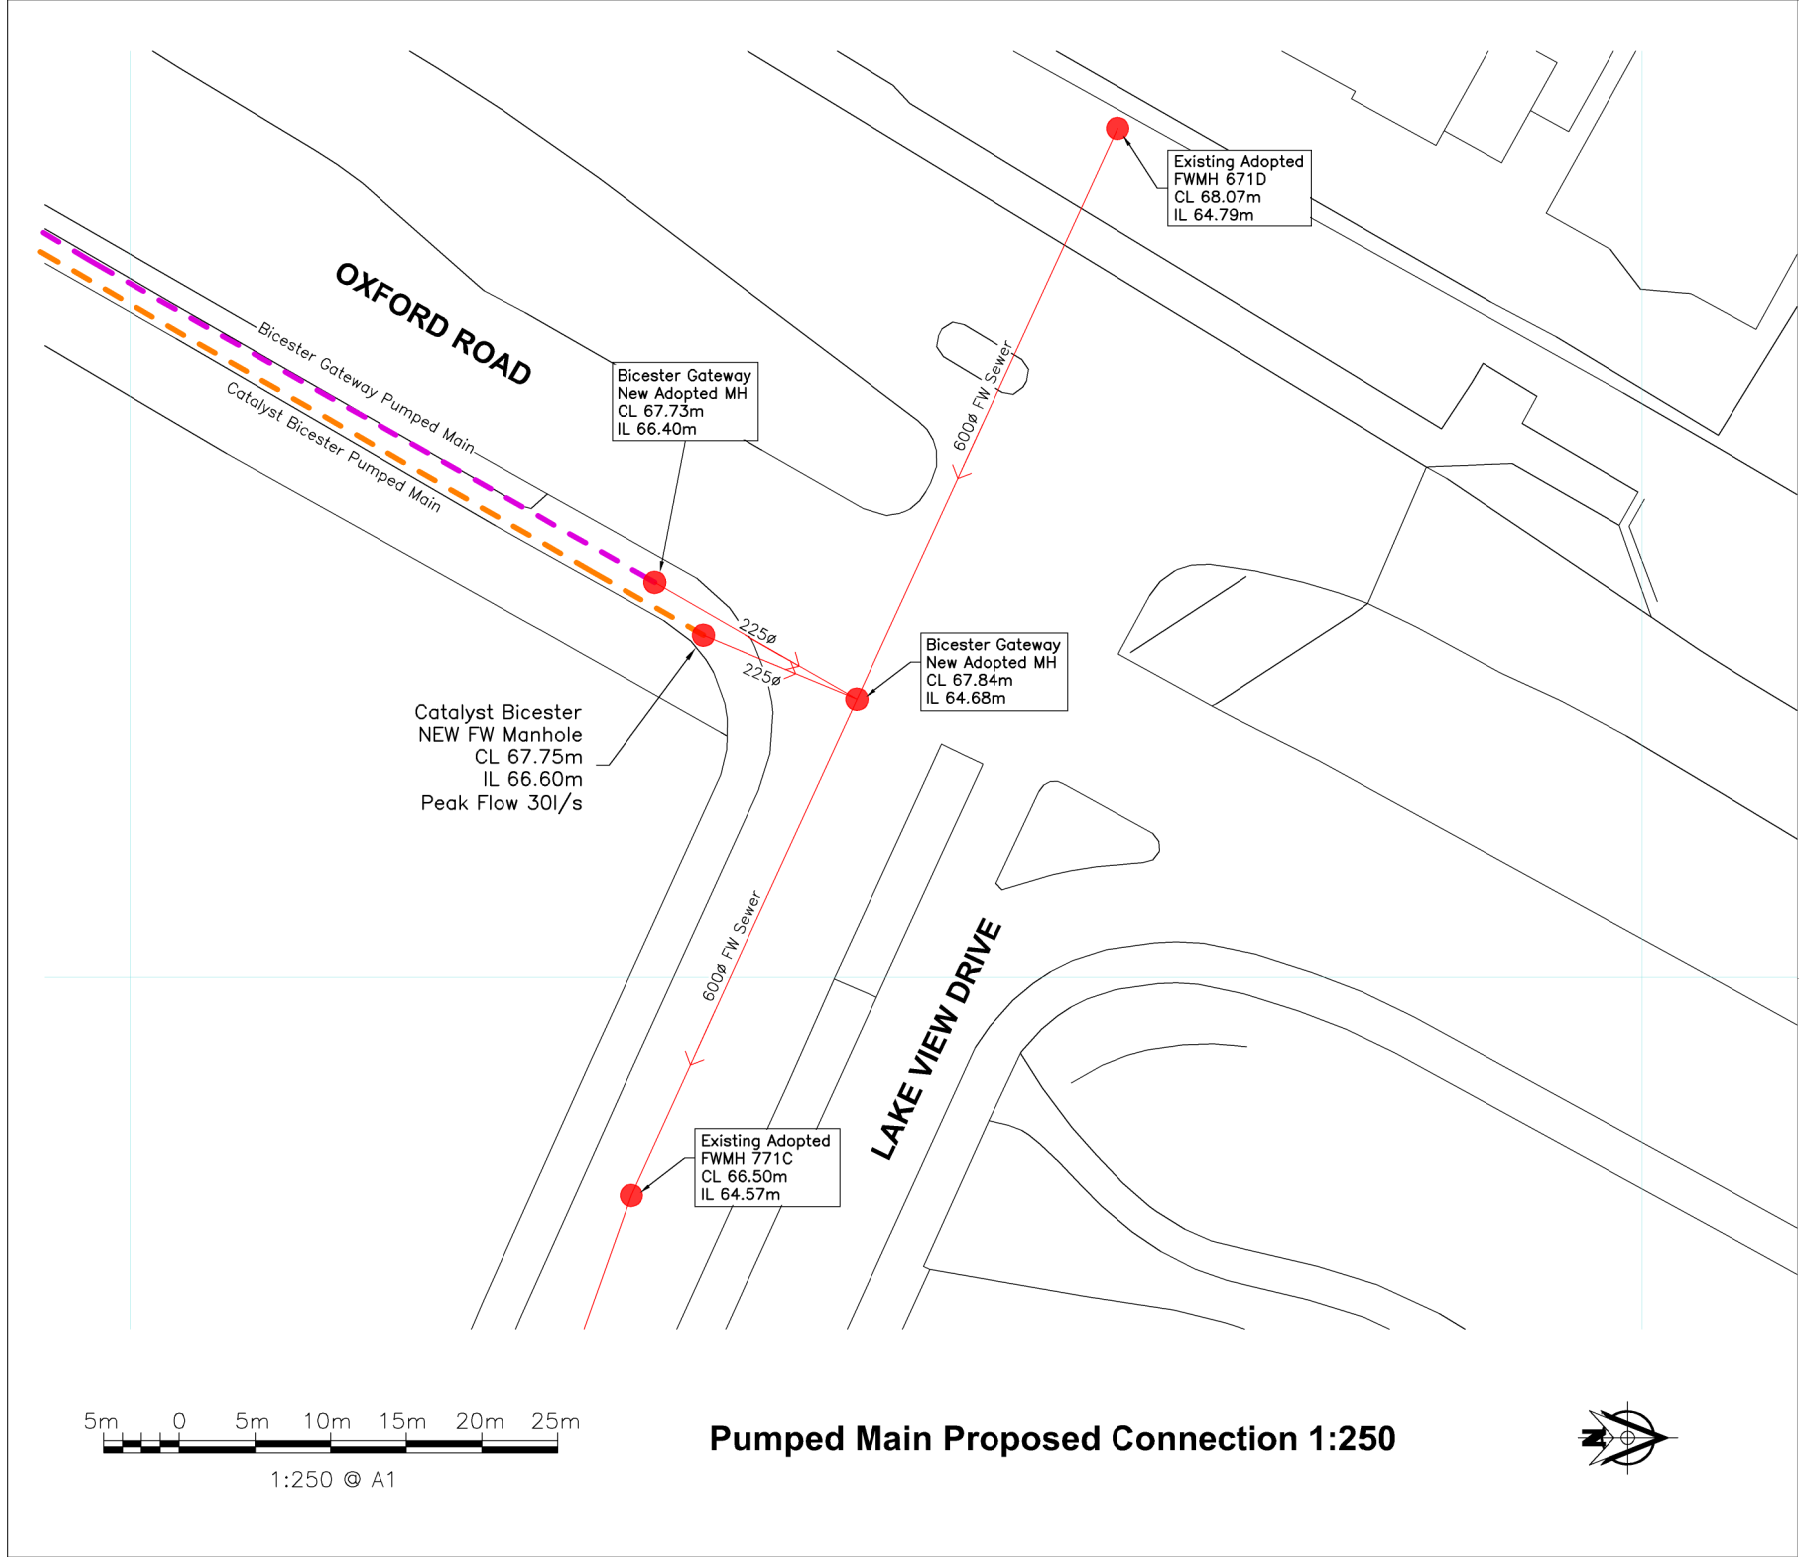 Existing Adopted
FWMH 671D
CL 68.07m
IL 64.79m
OXFORD ROAD
Bicester Gateway Pumped Main
Catalyst Bicester Pumped Main
600ø FW Sewer
Bicester Gateway
New Adopted MH
CL 67.73m
IL 66.40m
225ø
225ø
Bicester Gateway
New Adopted MH
CL 67.84m
IL 64.68m
Catalyst Bicester
NEW FW Manhole
CL 67.75m
IL 66.60m
Peak Flow 30l/s
600ø FW Sewer
LAKE VIEW DRIVE
Existing Adopted
FWMH 771C
CL 66.50m
IL 64.57m
5m 0 5m 10m 15m 20m 25m
1:250 @ A1
Pumped Main Proposed Connection 1:250
N